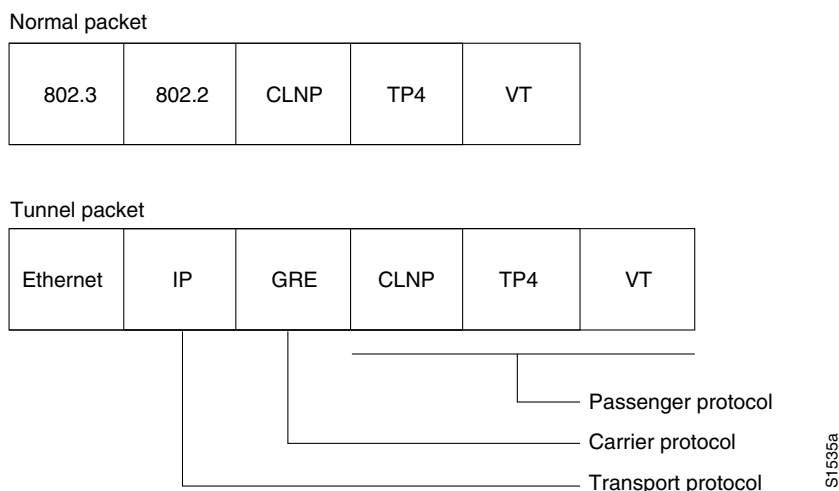 Normal packet
802.3 802.2 CLNP TP4 VT
Tunnel packet
Ethernet IP GRE CLNP TP4 VT
Passenger protocol
Carrier protocol
Transport protocol
S1535a